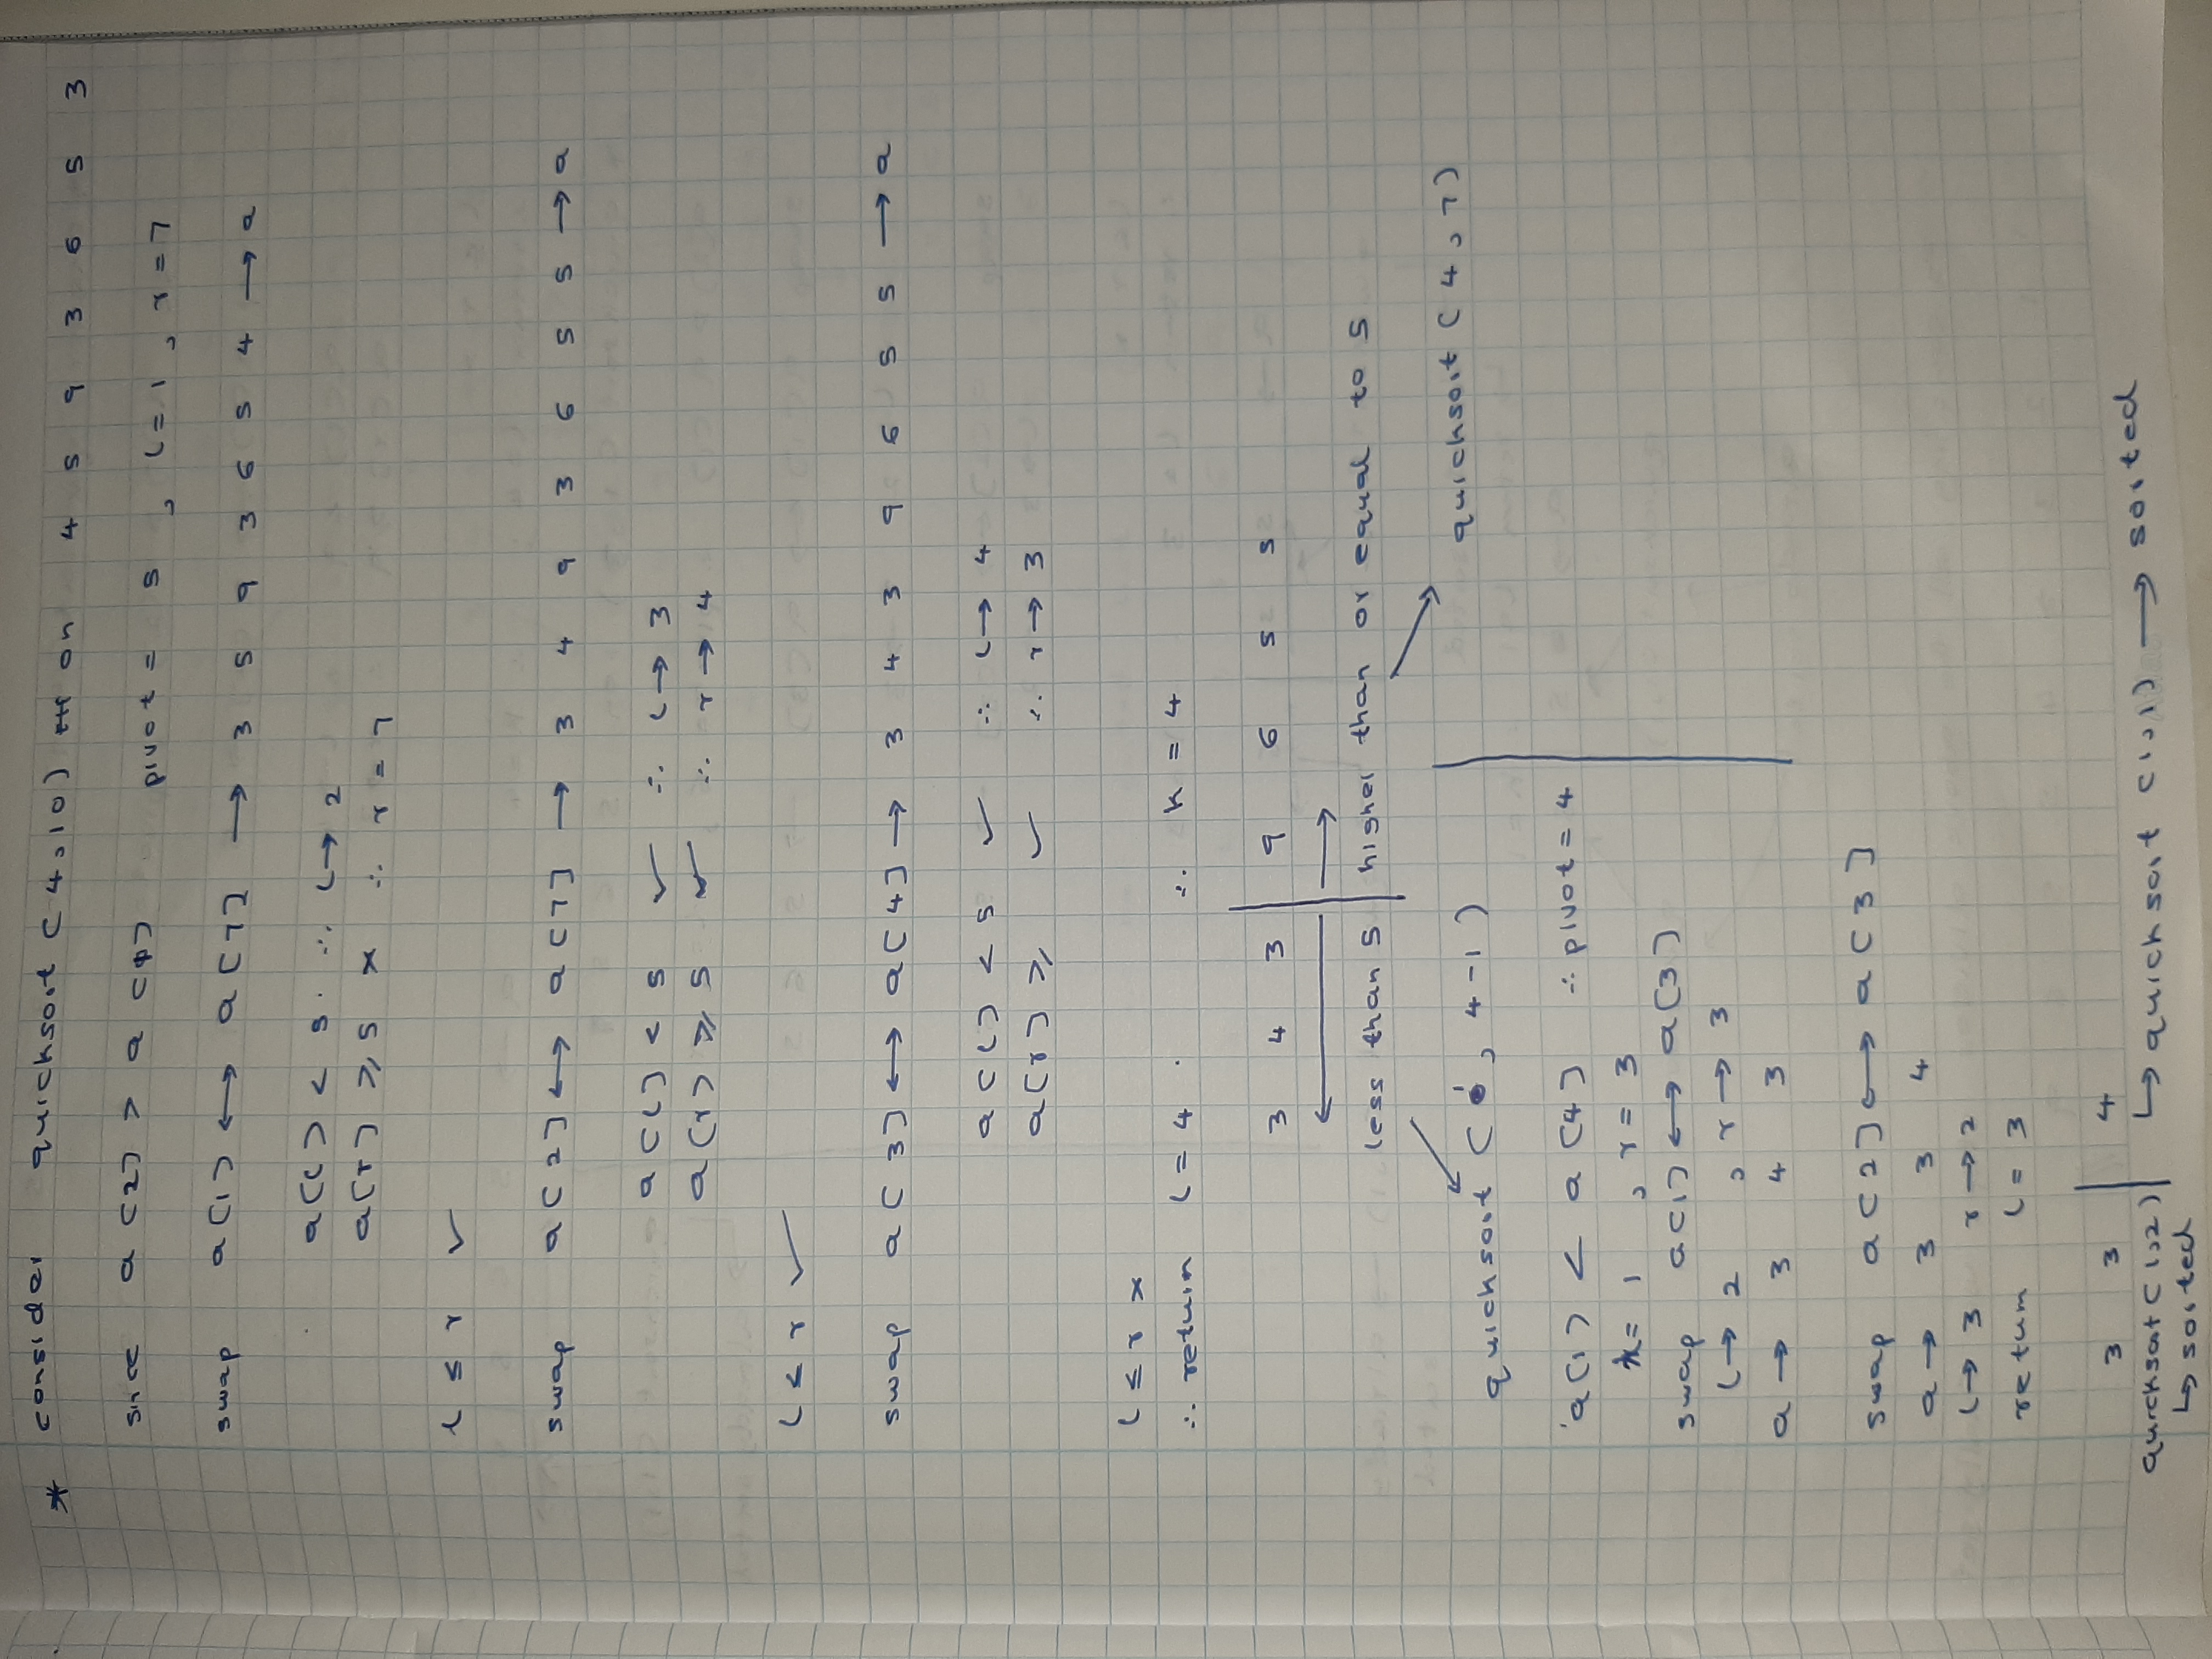 * consider quicksort (4,10) on 4 5 9 3 6 5 3
since a[2] > a[1] pivot = 5 , l = 1 , r = 7
swap a[1] ↔ a[7] → 3 5 9 3 6 5 4 → a
a[l] < 5 . ∴ l → 2
a[r] ≥ 5 × ∴ r = 7
l ≤ r ✓
swap a[2] ↔ a[7] → 3 4 9 3 6 5 5 → a
a[l] < 5 ✓ ∴ l → 3
a[r] ≥ 5 ✓ ∴ r → 4
l ≤ r ✓
swap a[3] ↔ a[4] → 3 4 3 9 6 5 5 → a
a[l] < 5 ✓ ∴ l → 4
a[r] ≥ ✓ ∴ r → 3
l ≤ r ×
∴ return l = 4 . ∴ k = 4
3 4 3 | 9 6 5 5
less than 5 | higher than or equal to 5
quicksort (1, 4-1)
quicksort (4,7)
a[1] < a[4] ∴ pivot = 4
= 1 , r = 3
swap a[1] ↔ a[3]
l → 2 , r → 3
a → 3 4 3
swap a[2] ↔ a[3]
a → 3 3 4
l → 3 r → 2
return l = 3
3 3 | 4
quicksort (1,2) ↳ quicksort (1,1) → sorted
↳ sorted